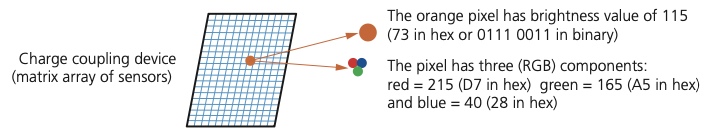 Charge coupling device
(matrix array of sensors)
The orange pixel has brightness value of 115
(73 in hex or 0111 0011 in binary)
The pixel has three (RGB) components:
red = 215 (D7 in hex)  green = 165 (A5 in hex)
and blue = 40 (28 in hex)